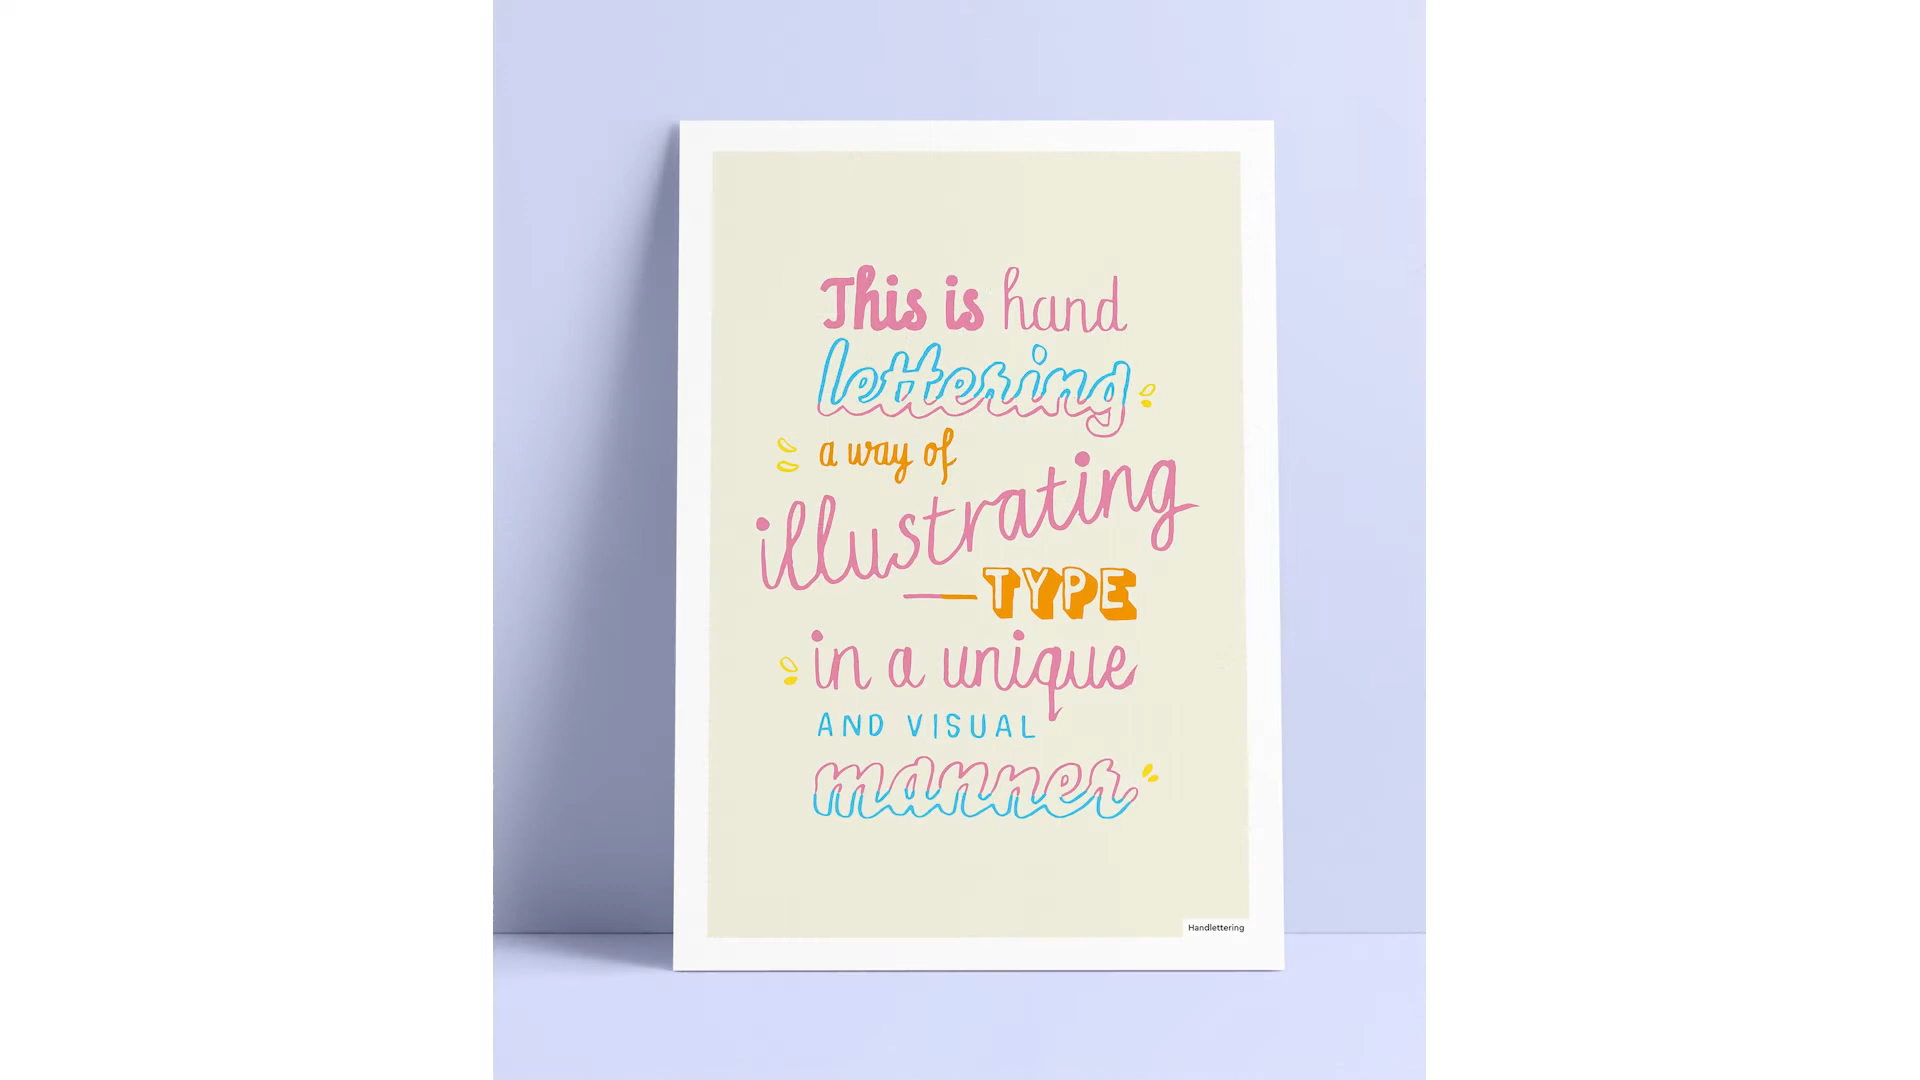 This is hand
lettering
a way of
illustrating
TYPE
in a unique
AND VISUAL
manner
Handlettering